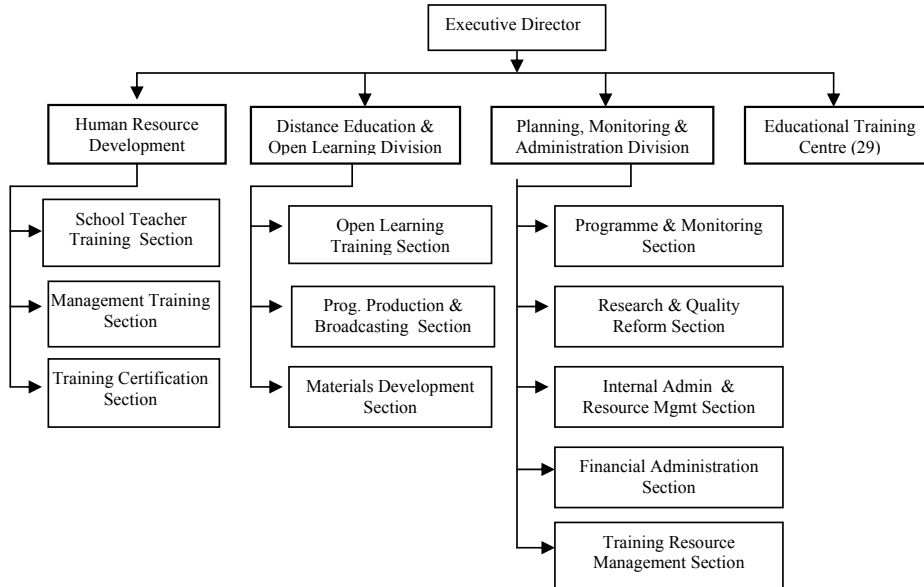 Executive Director
Human Resource
Development
Distance Education &
Open Learning Division
Planning, Monitoring &
Administration Division
Educational Training
Centre (29)
School Teacher
Training Section
Management Training
Section
Training Certification
Section
Open Learning
Training Section
Prog. Production &
Broadcasting Section
Materials Development
Section
Programme & Monitoring
Section
Research & Quality
Reform Section
Internal Admin &
Resource Mgmt Section
Financial Administration
Section
Training Resource
Management Section